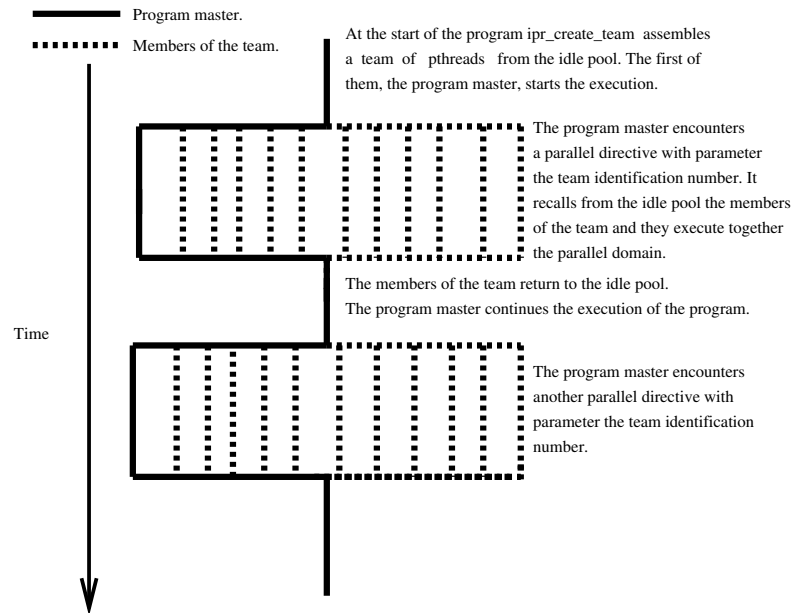 Program master.
Members of the team.
At the start of the program ipr_create_team assembles
a team of pthreads from the idle pool. The first of
them, the program master, starts the execution.
The program master encounters
a parallel directive with parameter
the team identification number. It
recalls from the idle pool the members
of the team and they execute together
the parallel domain.
The members of the team return to the idle pool.
The program master continues the execution of the program.
Time
The program master encounters
another parallel directive with
parameter the team identification
number.